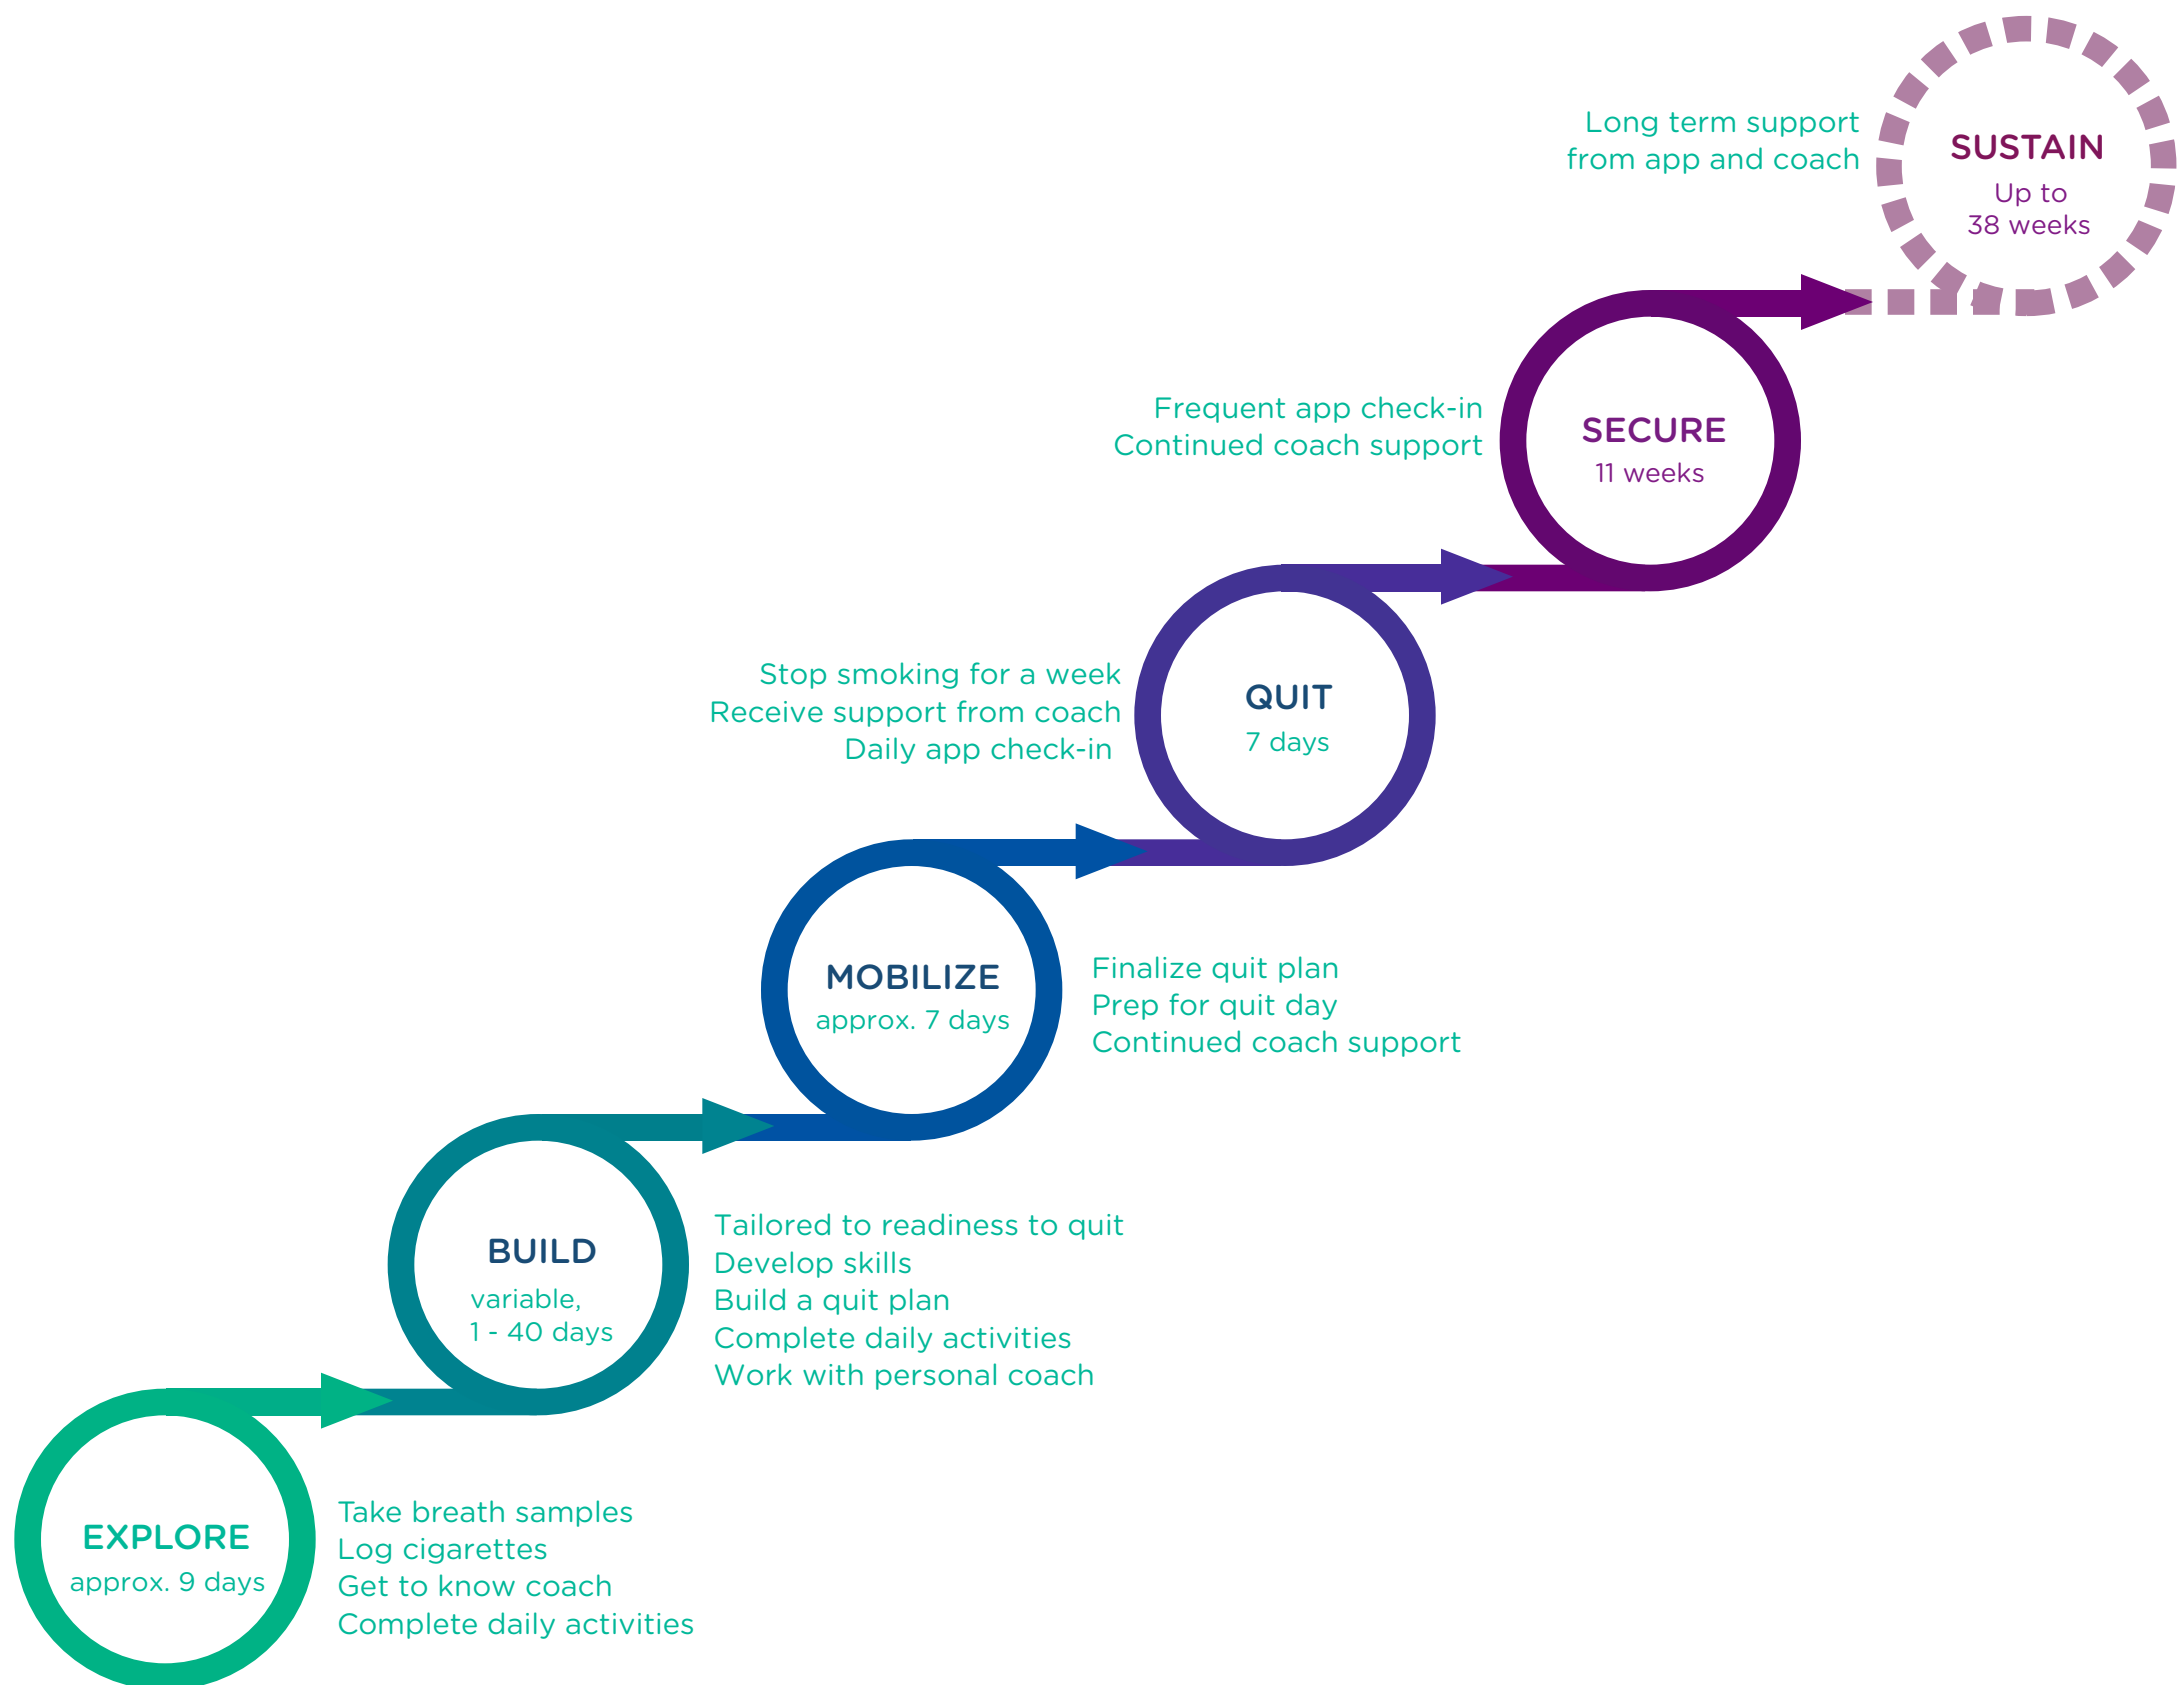 Long term support
from app and coach
SUSTAIN
Up to
38 weeks
Frequent app check-in
Continued coach support
SECURE
11 weeks
Stop smoking for a week
Receive support from coach
Daily app check-in
QUIT
7 days
MOBILIZE
approx. 7 days
Finalize quit plan
Prep for quit day
Continued coach support
BUILD
variable,
1 - 40 days
Tailored to readiness to quit
Develop skills
Build a quit plan
Complete daily activities
Work with personal coach
EXPLORE
approx. 9 days
Take breath samples
Log cigarettes
Get to know coach
Complete daily activities